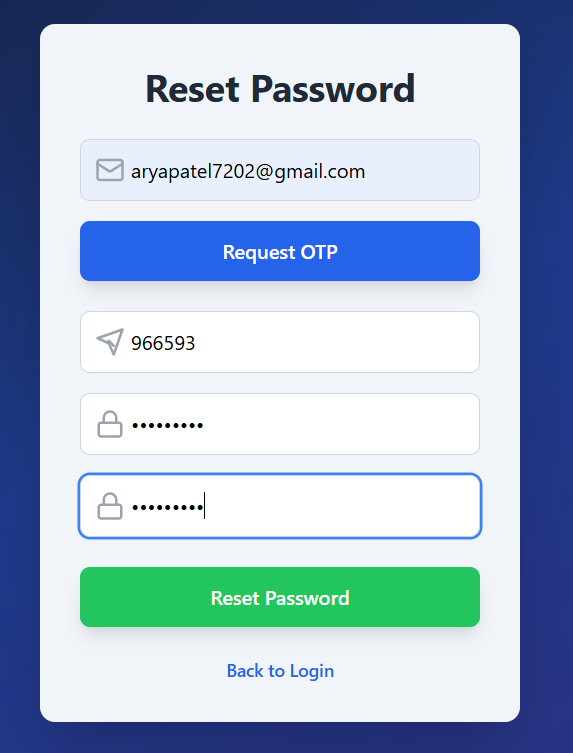 Reset Password
aryapatel7202@gmail.com
Request OTP
966593
•••••••••
•••••••••
Reset Password
Back to Login